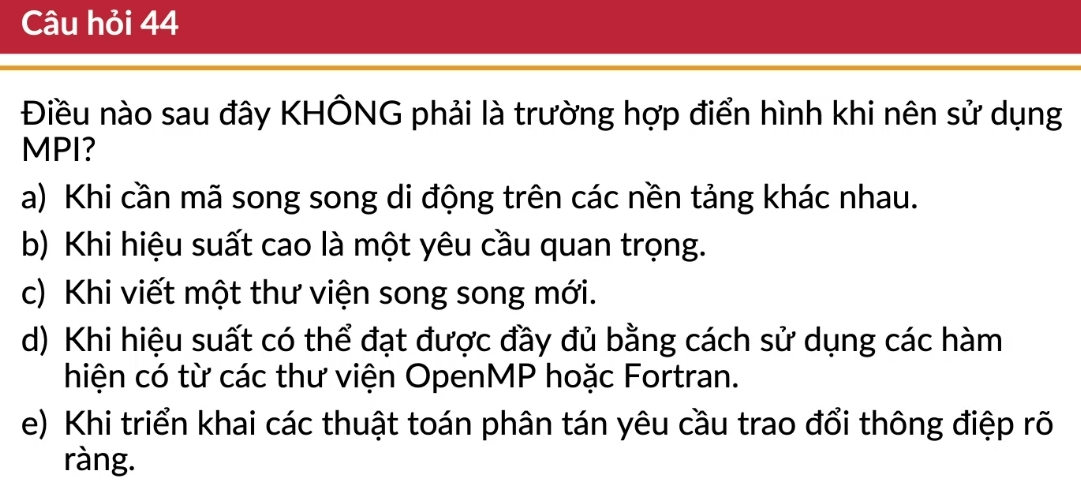 Câu hỏi 44
Điều nào sau đây KHÔNG phải là trường hợp điển hình khi nên sử dụng
MPI?
a) Khi cần mã song song di động trên các nền tảng khác nhau.
b) Khi hiệu suất cao là một yêu cầu quan trọng.
c) Khi viết một thư viện song song mới.
d) Khi hiệu suất có thể đạt được đầy đủ bằng cách sử dụng các hàm
hiện có từ các thư viện OpenMP hoặc Fortran.
e) Khi triển khai các thuật toán phân tán yêu cầu trao đổi thông điệp rõ
ràng.